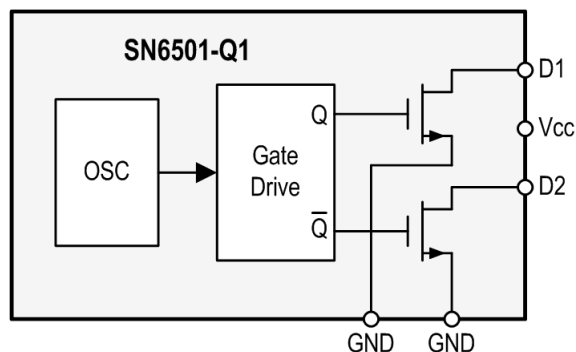 SN6501-Q1
D1
Q
Vcc
OSC
Gate
Drive
D2
Q̅
GND GND